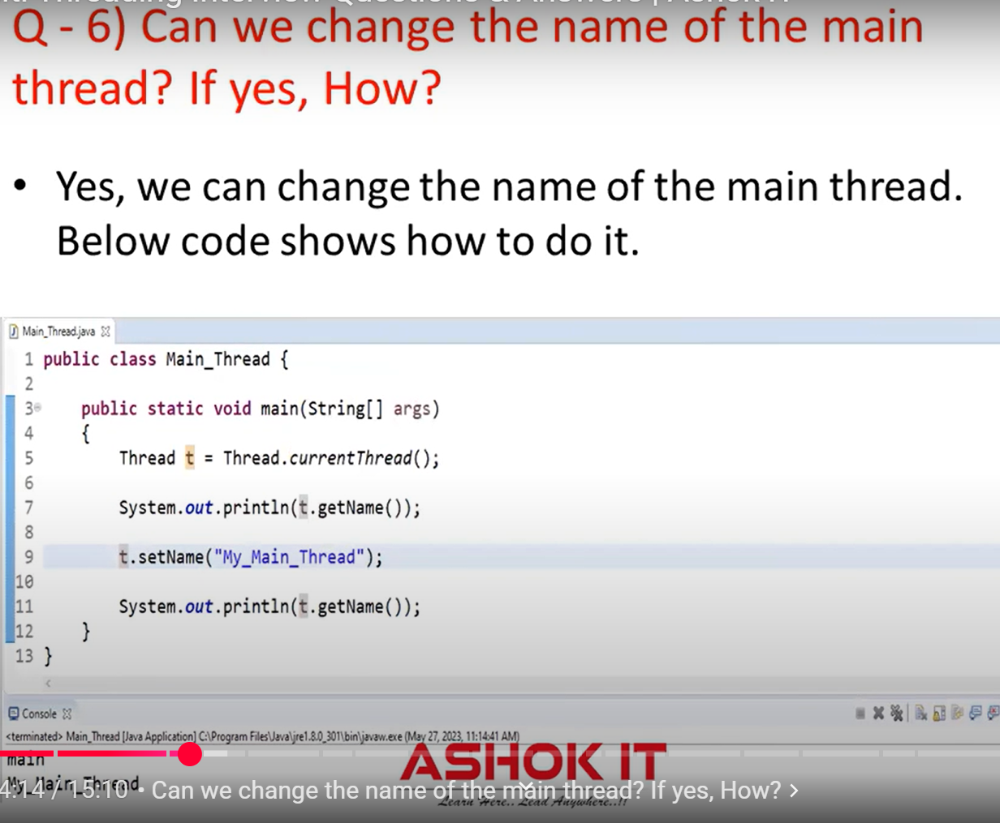 Q - 6) Can we change the name of the main
thread? If yes, How?
• Yes, we can change the name of the main thread.
Below code shows how to do it.
Main_Thread.java
1 public class Main_Thread {
2
3 public static void main(String[] args)
4 {
5 Thread t = Thread.currentThread();
6
7 System.out.println(t.getName());
8
9 t.setName("My_Main_Thread");
10
11 System.out.println(t.getName());
12 }
13 }
Console
<terminated> Main_Thread [Java Application] C:\Program Files\Java\jre1.8.0_301\bin\javaw.exe (May 27, 2023, 11:14:41 AM)
main
My_Main_Thread
ASHOK IT
Learn Here.. Lead Anywhere..!!
4:14 / 15:10 • Can we change the name of the main thread? If yes, How? >